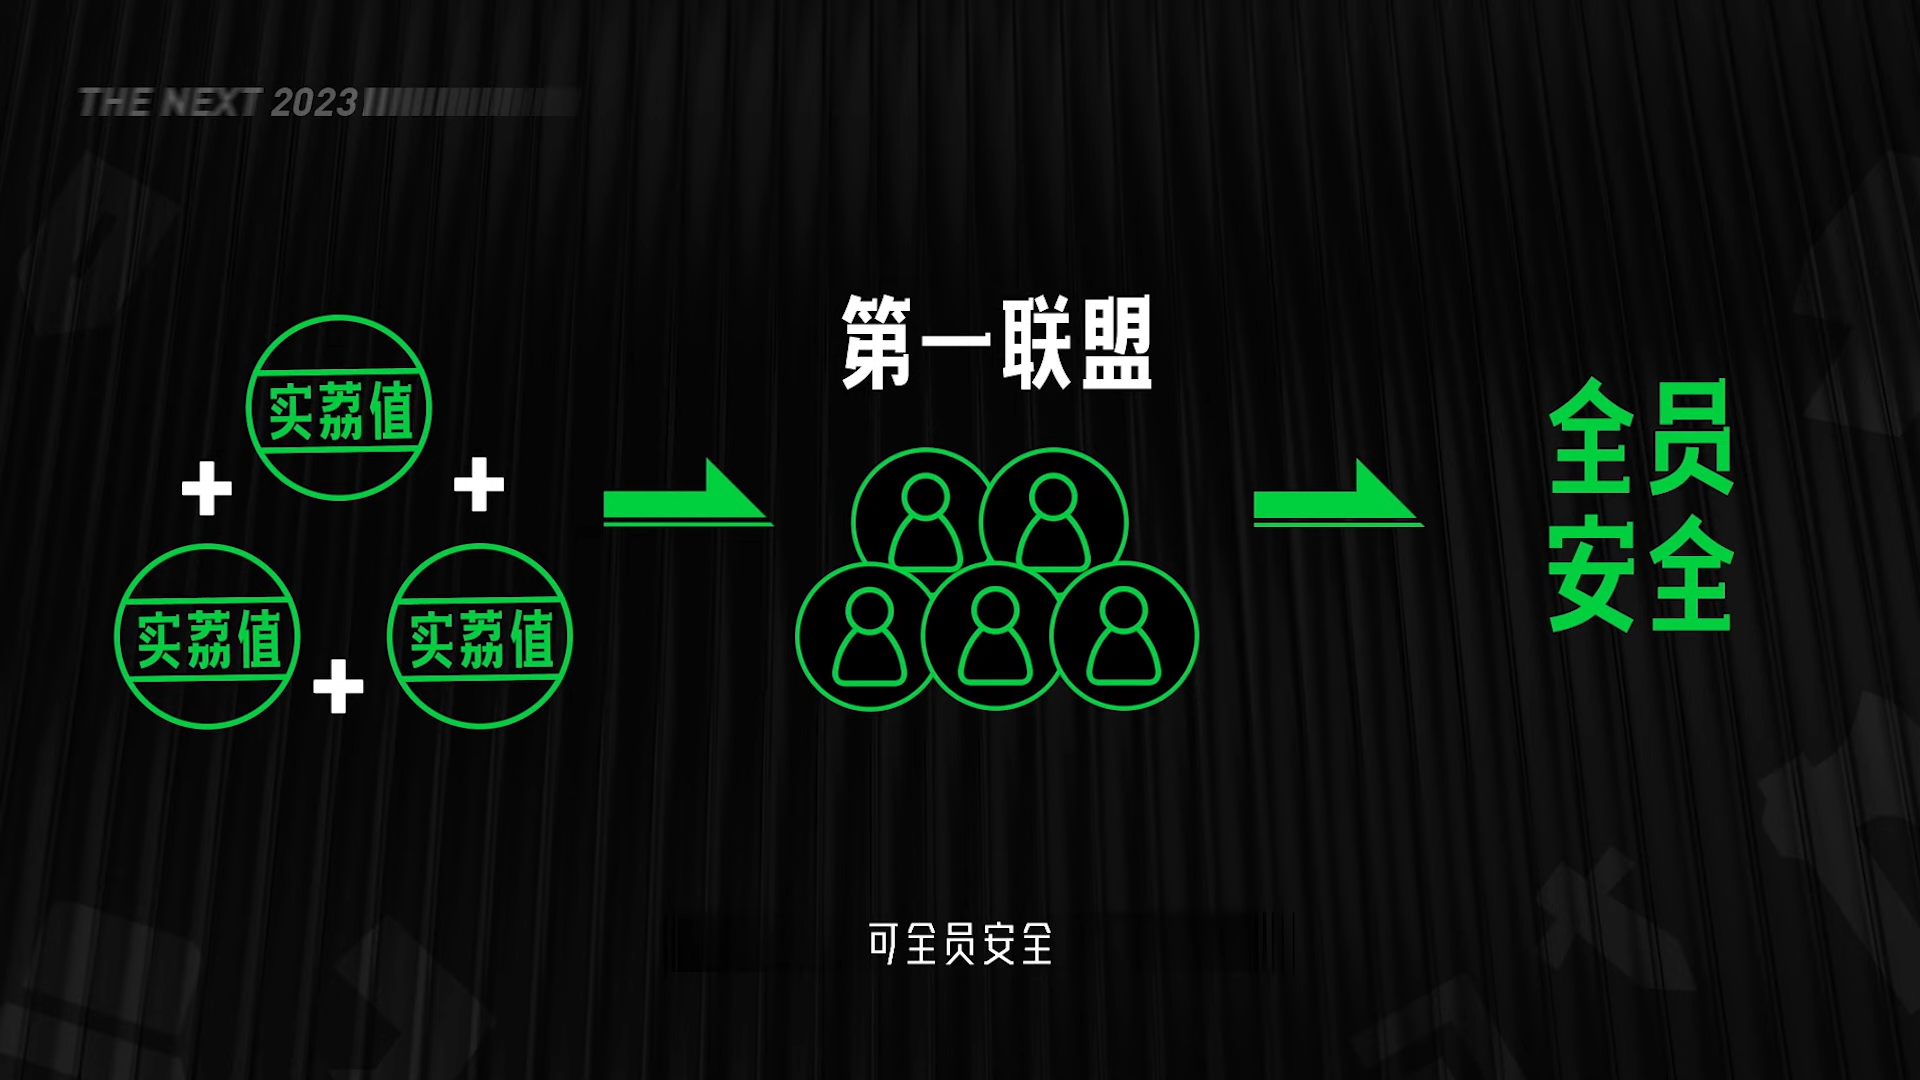 THE NEXT 2023
第一联盟
实荔值
全员
安全
实荔值
实荔值
可全员安全